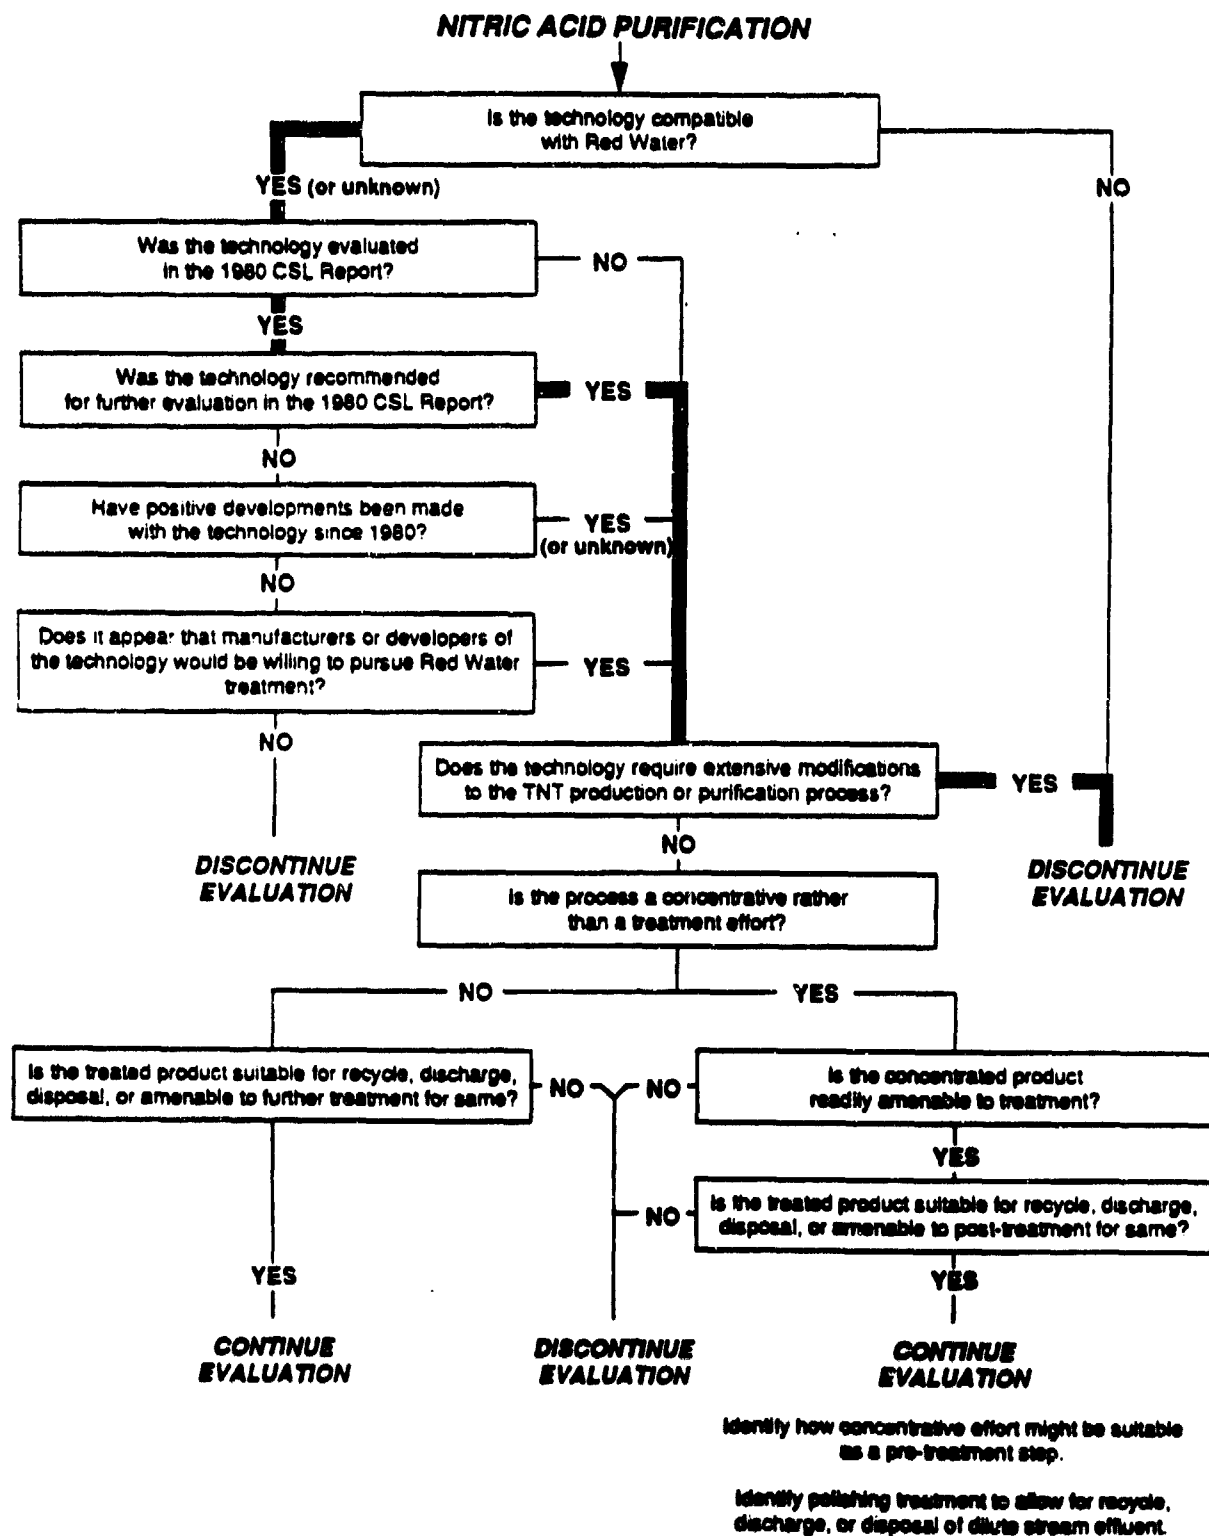 NITRIC ACID PURIFICATION
Is the technology compatible
with Red Water?
YES (or unknown)
NO
Was the technology evaluated
in the 1980 CSL Report?
NO
YES
Was the technology recommended
for further evaluation in the 1980 CSL Report?
YES
NO
Have positive developments been made
with the technology since 1980?
YES
(or unknown)
NO
Does it appear that manufacturers or developers of
the technology would be willing to pursue Red Water
treatment?
YES
NO
Does the technology require extensive modifications
to the TNT production or purification process?
YES
NO
DISCONTINUE
EVALUATION
DISCONTINUE
EVALUATION
Is the process a concentrative rather
than a treatment effort?
NO
YES
Is the treated product suitable for recycle, discharge,
disposal, or amenable to further treatment for same?
NO
NO
Is the concentrated product
readily amenable to treatment?
YES
NO
Is the treated product suitable for recycle, discharge,
disposal, or amenable to post-treatment for same?
YES
YES
CONTINUE
EVALUATION
DISCONTINUE
EVALUATION
CONTINUE
EVALUATION
Identify how concentrative effort might be suitable
as a pre-treatment step.
Identify polishing treatment to allow for recycle,
discharge, or disposal of dilute stream effluent.